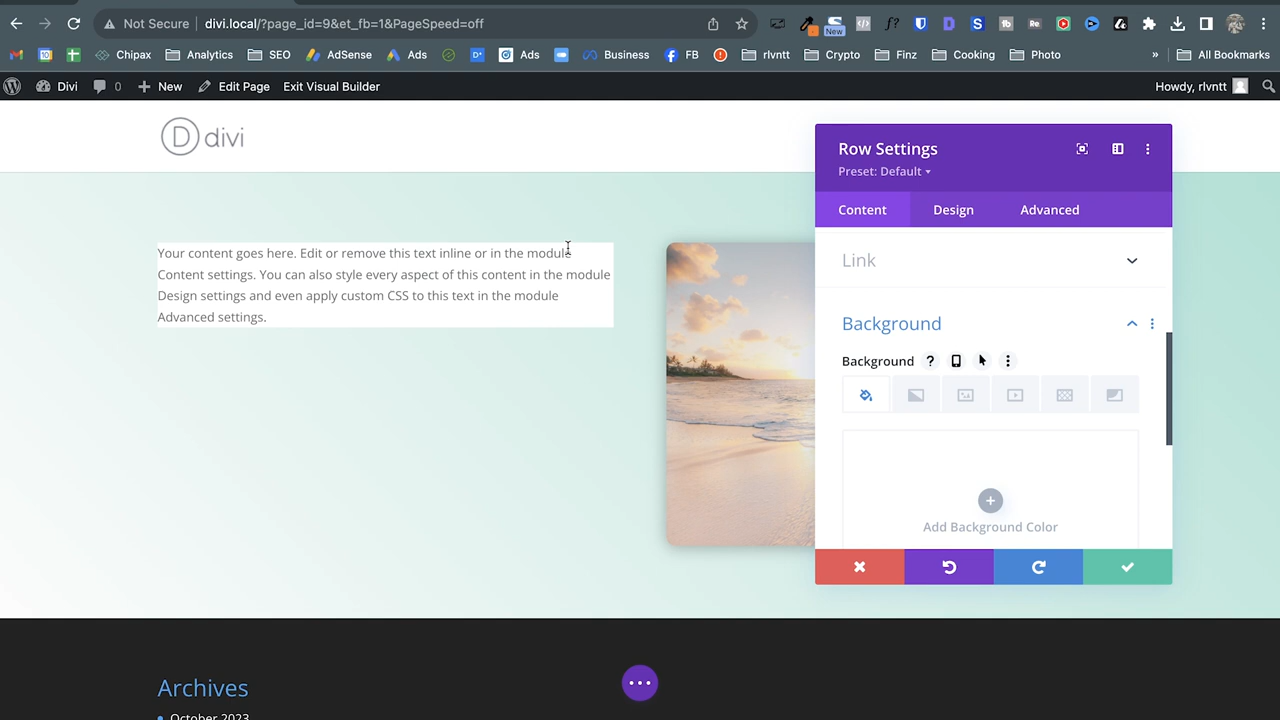 Not Secure divi.local/?page_id=9&et_fb=1&PageSpeed=off
New
Chipax Analytics SEO AdSense Ads Ads Business FB rlvntt Crypto Finz Cooking Photo » All Bookmarks
Divi 0 New Edit Page Exit Visual Builder Howdy, rlvntt
D divi
Row Settings
Preset: Default
Content Design Advanced
Your content goes here. Edit or remove this text inline or in the module
Content settings. You can also style every aspect of this content in the module
Design settings and even apply custom CSS to this text in the module
Advanced settings.
Link
Background
Background ?
Add Background Color
Archives
October 2023